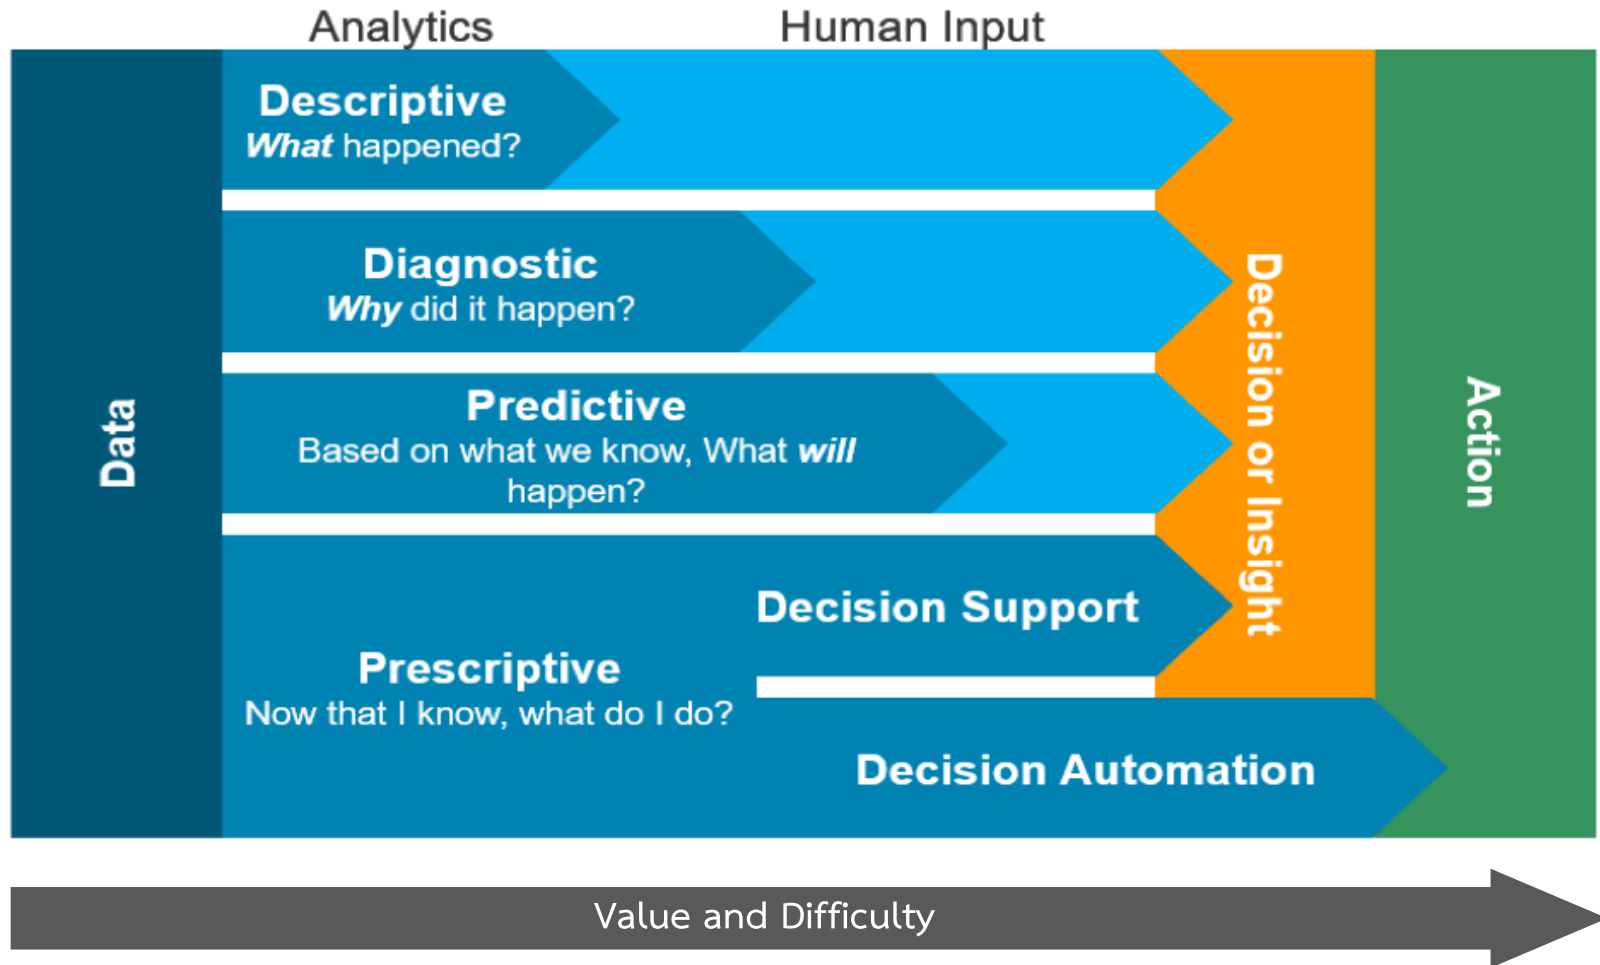 Analytics
Human Input
Data
Descriptive
What happened?
Diagnostic
Why did it happen?
Predictive
Based on what we know, What will
happen?
Prescriptive
Now that I know, what do I do?
Decision Support
Decision Automation
Decision or Insight
Action
Value and Difficulty